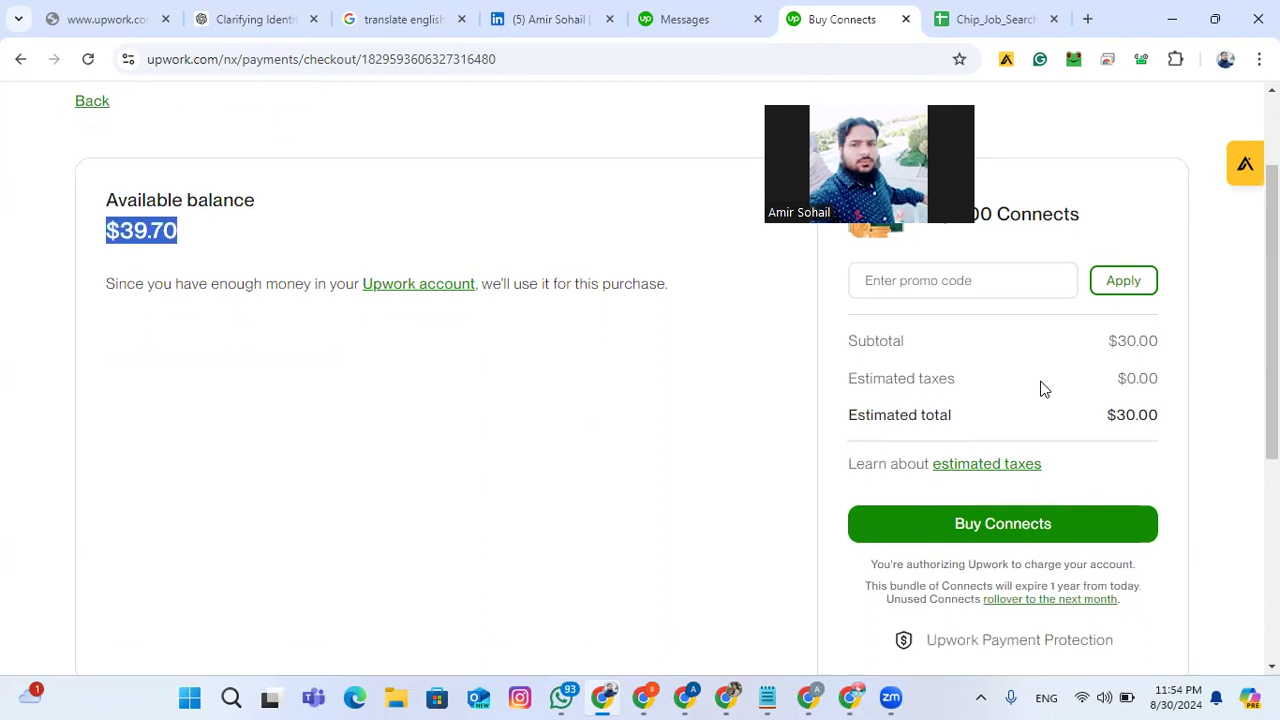 www.upwork.co
Clarifying Identi
translate english
(5) Amir Sohail |
Messages
Buy Connects
Chip_Job_Search
upwork.com/nx/payments/checkout/1729593606327316480
Back
Amir Sohail
Available balance
$39.70
Since you have enough money in your Upwork account, we'll use it for this purchase.
00 Connects
Enter promo code
Apply
Subtotal $30.00
Estimated taxes $0.00
Estimated total $30.00
Learn about estimated taxes
Buy Connects
You're authorizing Upwork to charge your account.
This bundle of Connects will expire 1 year from today.
Unused Connects rollover to the next month.
Upwork Payment Protection
1
93
ENG
11:54 PM
8/30/2024